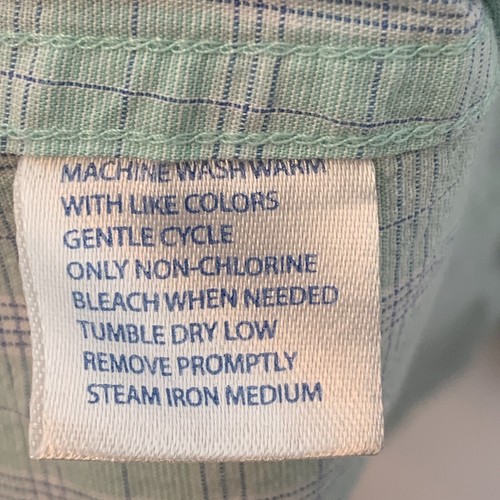 MACHINE WASH WARM
WITH LIKE COLORS
GENTLE CYCLE
ONLY NON-CHLORINE
BLEACH WHEN NEEDED
TUMBLE DRY LOW
REMOVE PROMPTLY
STEAM IRON MEDIUM